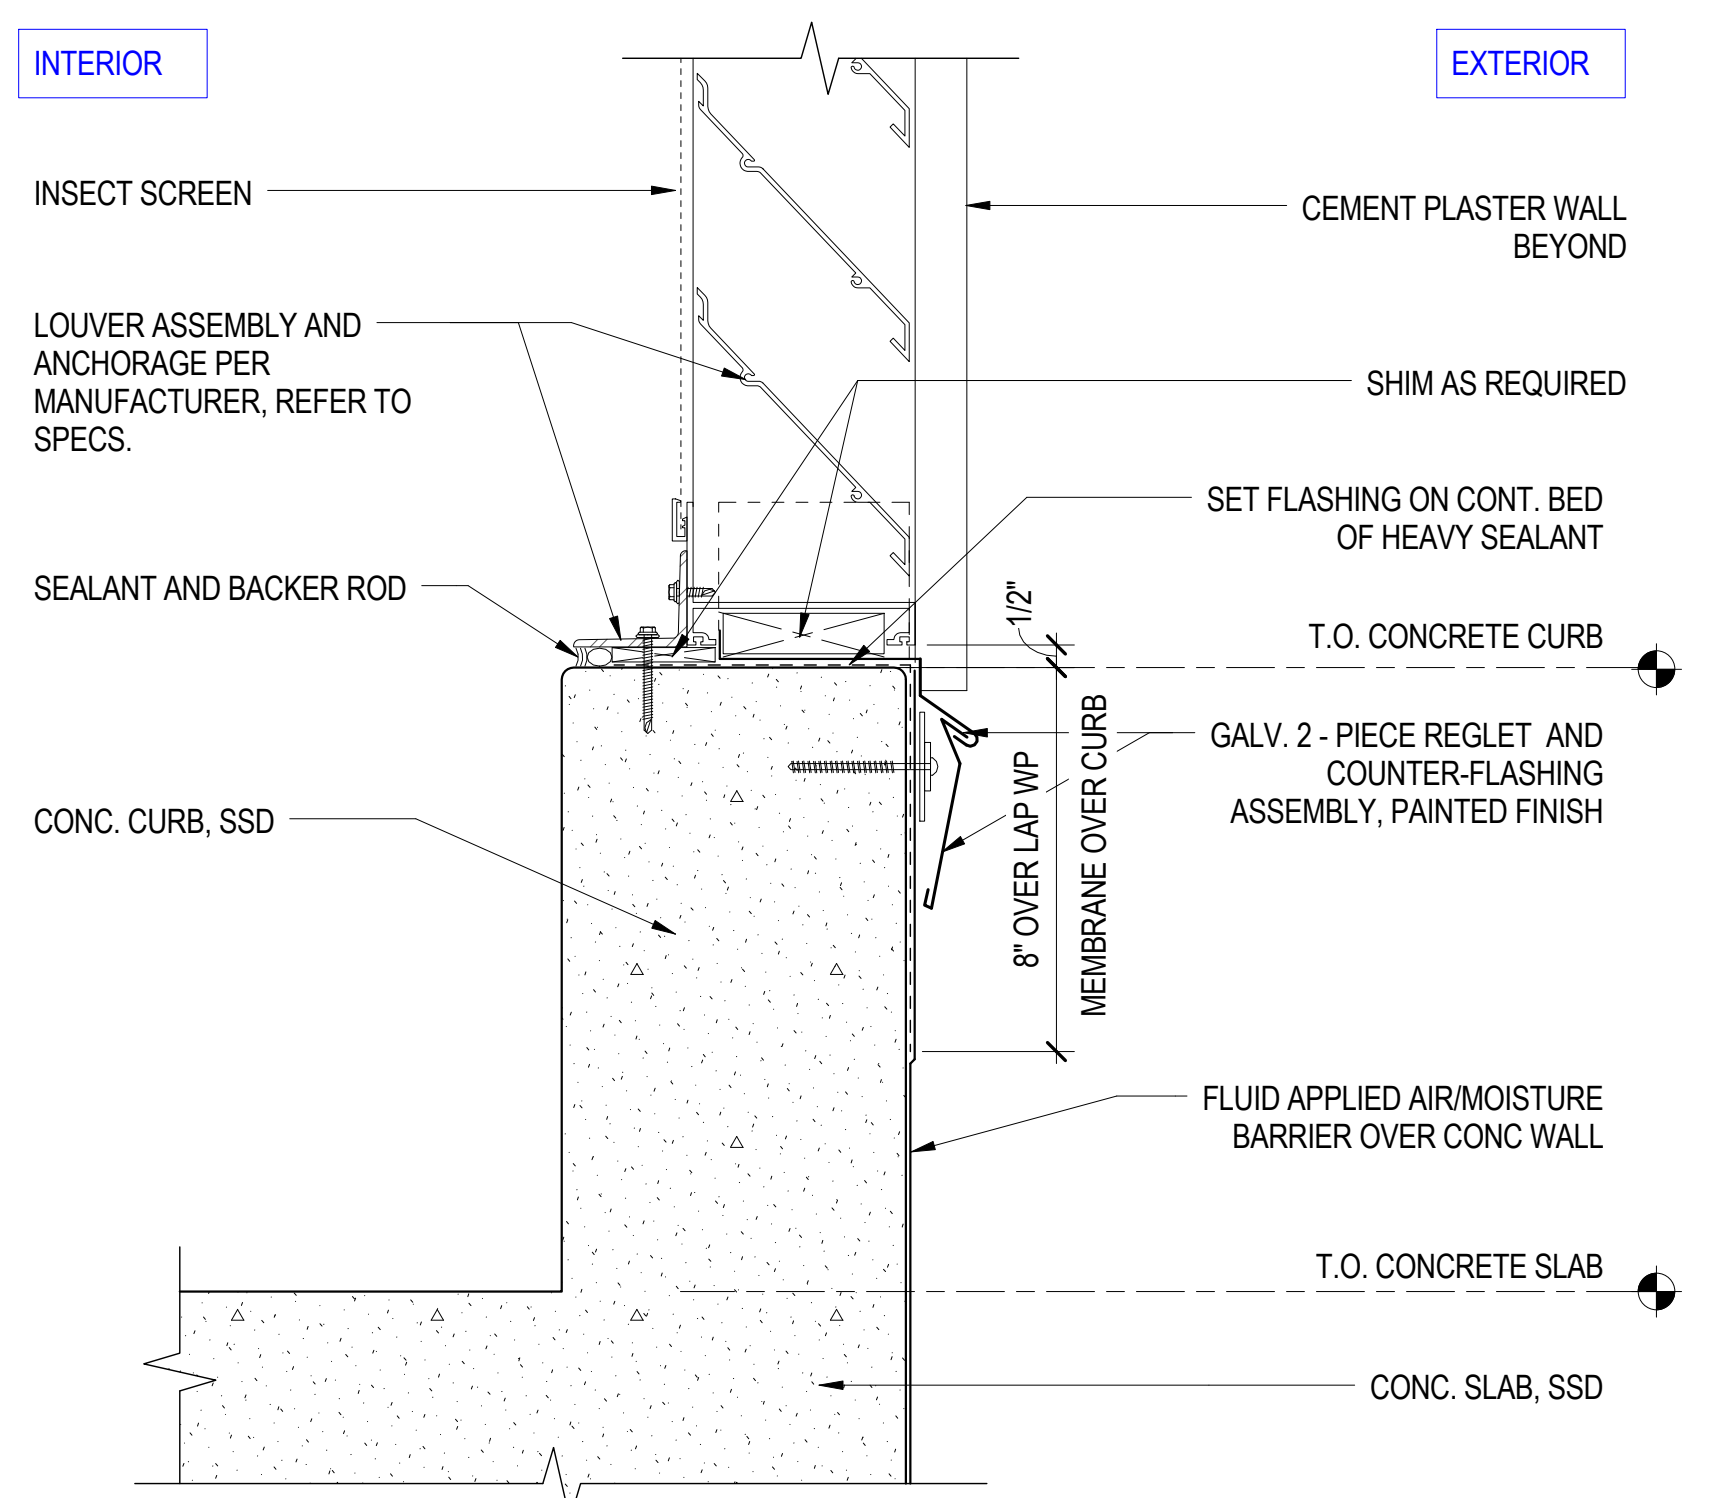 INTERIOR
EXTERIOR
INSECT SCREEN
CEMENT PLASTER WALL
BEYOND
LOUVER ASSEMBLY AND
ANCHORAGE PER
MANUFACTURER, REFER TO
SPECS.
SHIM AS REQUIRED
SET FLASHING ON CONT. BED
OF HEAVY SEALANT
SEALANT AND BACKER ROD
1/2"
T.O. CONCRETE CURB
GALV. 2 - PIECE REGLET AND
COUNTER-FLASHING
ASSEMBLY, PAINTED FINISH
CONC. CURB, SSD
8" OVER LAP WP
MEMBRANE OVER CURB
FLUID APPLIED AIR/MOISTURE
BARRIER OVER CONC WALL
T.O. CONCRETE SLAB
CONC. SLAB, SSD